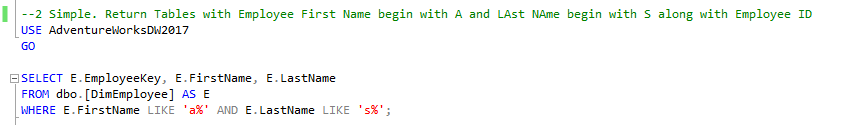 --2 Simple. Return Tables with Employee First Name begin with A and LAst NAme begin with S along with Employee ID
USE AdventureWorksDW2017
GO
SELECT E.EmployeeKey, E.FirstName, E.LastName
FROM dbo.[DimEmployee] AS E
WHERE E.FirstName LIKE 'a%' AND E.LastName LIKE 's%';